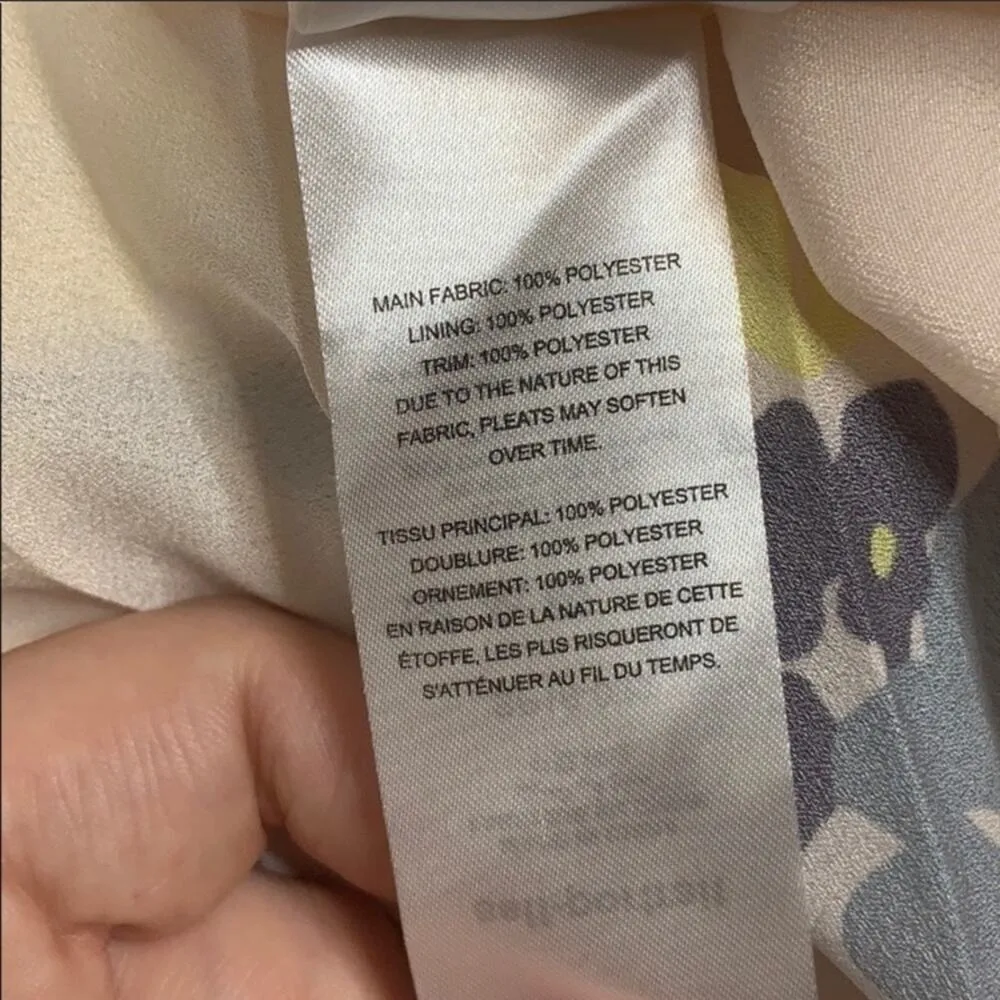 MAIN FABRIC: 100% POLYESTER
LINING: 100% POLYESTER
TRIM: 100% POLYESTER
DUE TO THE NATURE OF THIS
FABRIC, PLEATS MAY SOFTEN
OVER TIME.
TISSU PRINCIPAL: 100% POLYESTER
DOUBLURE: 100% POLYESTER
ORNEMENT: 100% POLYESTER
EN RAISON DE LA NATURE DE CETTE
ÉTOFFE, LES PLIS RISQUERONT DE
S'ATTÉNUER AU FIL DU TEMPS.